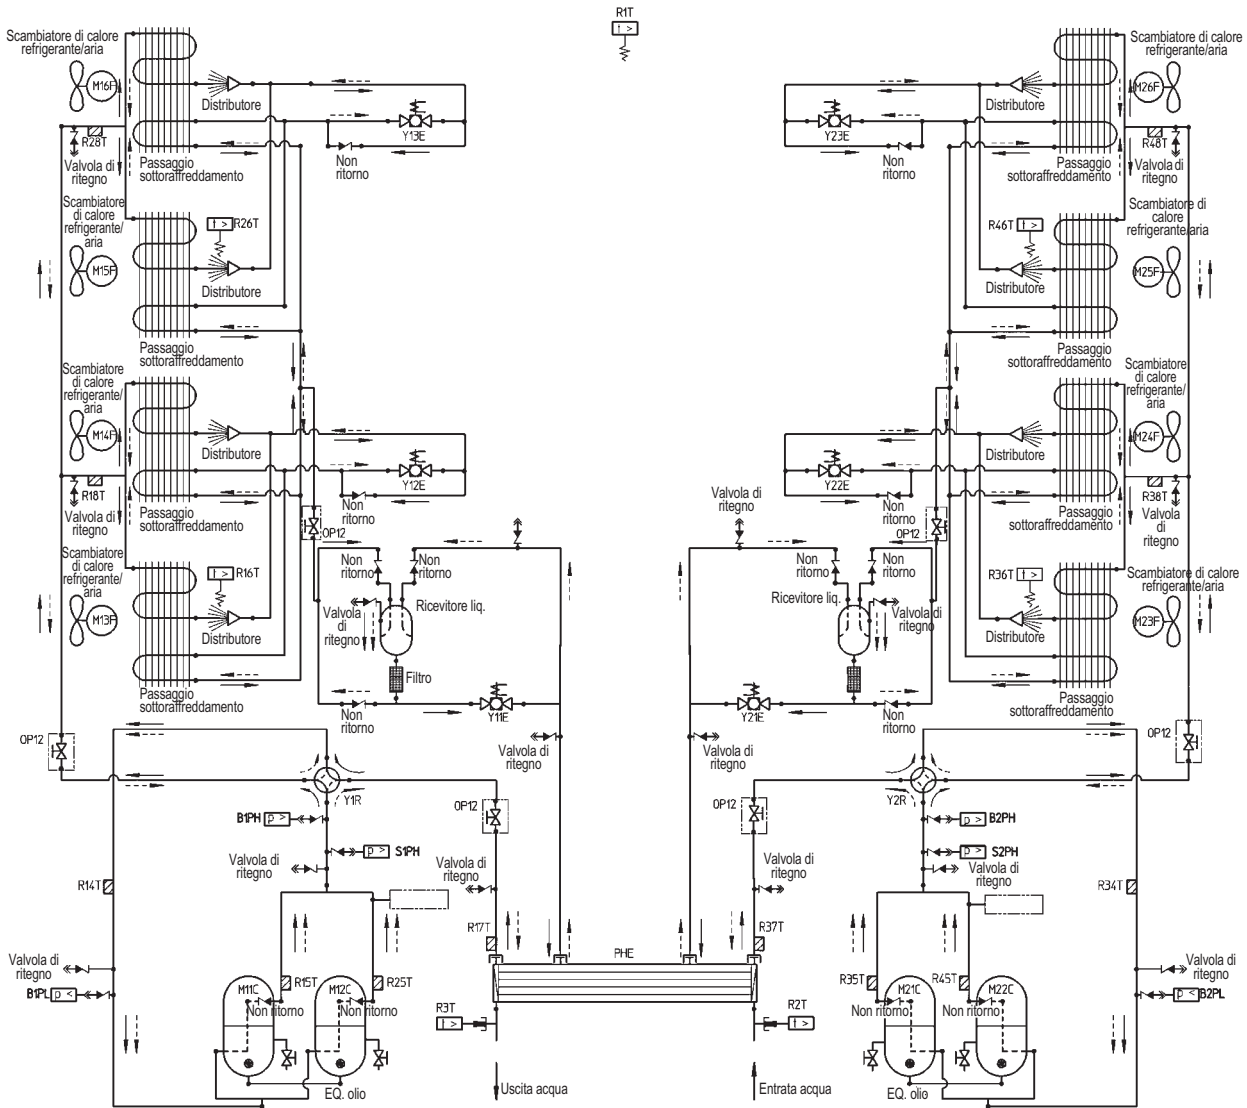 R1T
t >
Scambiatore di calore
refrigerante/aria
M16F
Distributore
Y13E
R28T
Valvola di
ritegno
Passaggio
sottoraffreddamento
Non
ritorno
Scambiatore
di calore
refrigerante/
aria
t >
R26T
M15F
Distributore
Passaggio
sottoraffreddamento
Scambiatore
di calore
refrigerante/
aria
M14F
Distributore
Y12E
R18T
Valvola di
ritegno
Passaggio
sottoraffreddamento
Non
ritorno
OP12
Scambiatore
di calore
refrigerante/
aria
t >
R16T
M13F
Distributore
Passaggio
sottoraffreddamento
Non
ritorno
Non
ritorno
Ricevitore liq.
Valvola
di
ritegno
Filtro
Non
ritorno
Y11E
Valvola di
ritegno
OP12
Y1R
OP12
B1PH
p >
p >
S1PH
Valvola di
ritegno
Valvola di
ritegno
R14T
R17T
Valvola di
ritegno
B1PL
p <
M11C
R15T
M12C
R25T
Non ritorno
Non ritorno
EQ. olio
PHE
R3T
t >
R2T
t >
Uscita acqua
Entrata acqua
Scambiatore di calore
refrigerante/aria
M26F
Distributore
Y23E
R48T
Valvola di
ritegno
Passaggio
sottoraffreddamento
Non
ritorno
Scambiatore
di calore
refrigerante/aria
R46T
t >
M25F
Distributore
Passaggio
sottoraffreddamento
Scambiatore
di calore
refrigerante/
aria
M24F
Distributore
Y22E
R38T
Valvola
di
ritegno
Passaggio
sottoraffreddamento
Non
ritorno
Valvola di
ritegno
OP12
Scambiatore di calore
refrigerante/aria
R36T
t >
M23F
Distributore
Passaggio
sottoraffreddamento
Non
ritorno
Non
ritorno
Ricevitore liq.
Valvola di
ritegno
Y21E
Non
ritorno
Valvola di
ritegno
OP12
Y2R
OP12
p >
B2PH
p >
S2PH
Valvola di
ritegno
Valvola di
ritegno
R37T
R34T
Valvola di
ritegno
p <
B2PL
R35T
M21C
R45T
M22C
Non ritorno
Non ritorno
EQ. olio